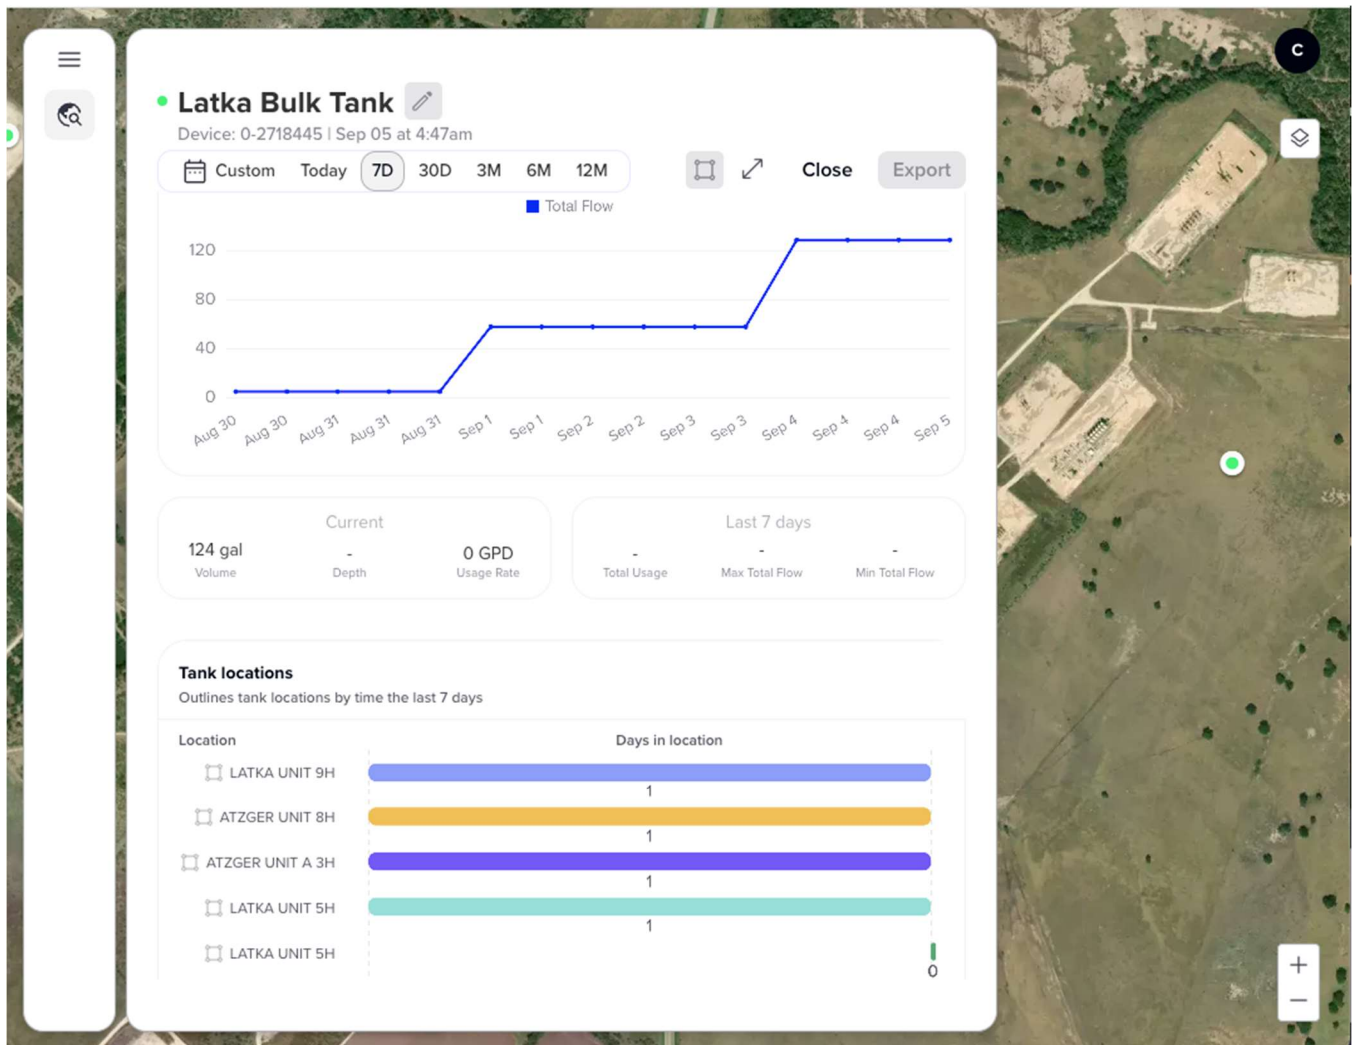 C
Latka Bulk Tank
Device: 0-2718445 | Sep 05 at 4:47am
Custom Today 7D 30D 3M 6M 12M Close Export
Total Flow
120
80
40
0
Aug 30 Aug 30 Aug 31 Aug 31 Aug 31 Sep 1 Sep 1 Sep 2 Sep 2 Sep 3 Sep 3 Sep 4 Sep 4 Sep 4 Sep 5
Current
124 gal - 0 GPD
Volume Depth Usage Rate
Last 7 days
- - -
Total Usage Max Total Flow Min Total Flow
Tank locations
Outlines tank locations by time the last 7 days
Location Days in location
LATKA UNIT 9H
1
ATZGER UNIT 8H
1
ATZGER UNIT A 3H
1
LATKA UNIT 5H
1
LATKA UNIT 5H
0
+
−